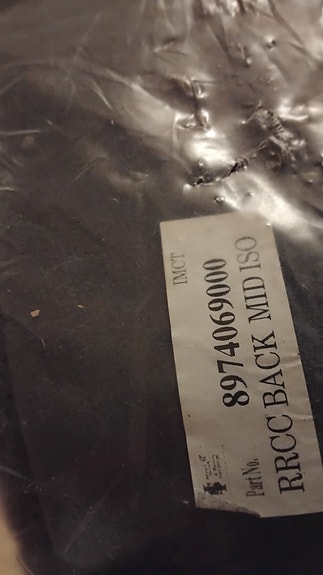 IMCT
Part No. 8974069000
RRCC BACK MID ISO